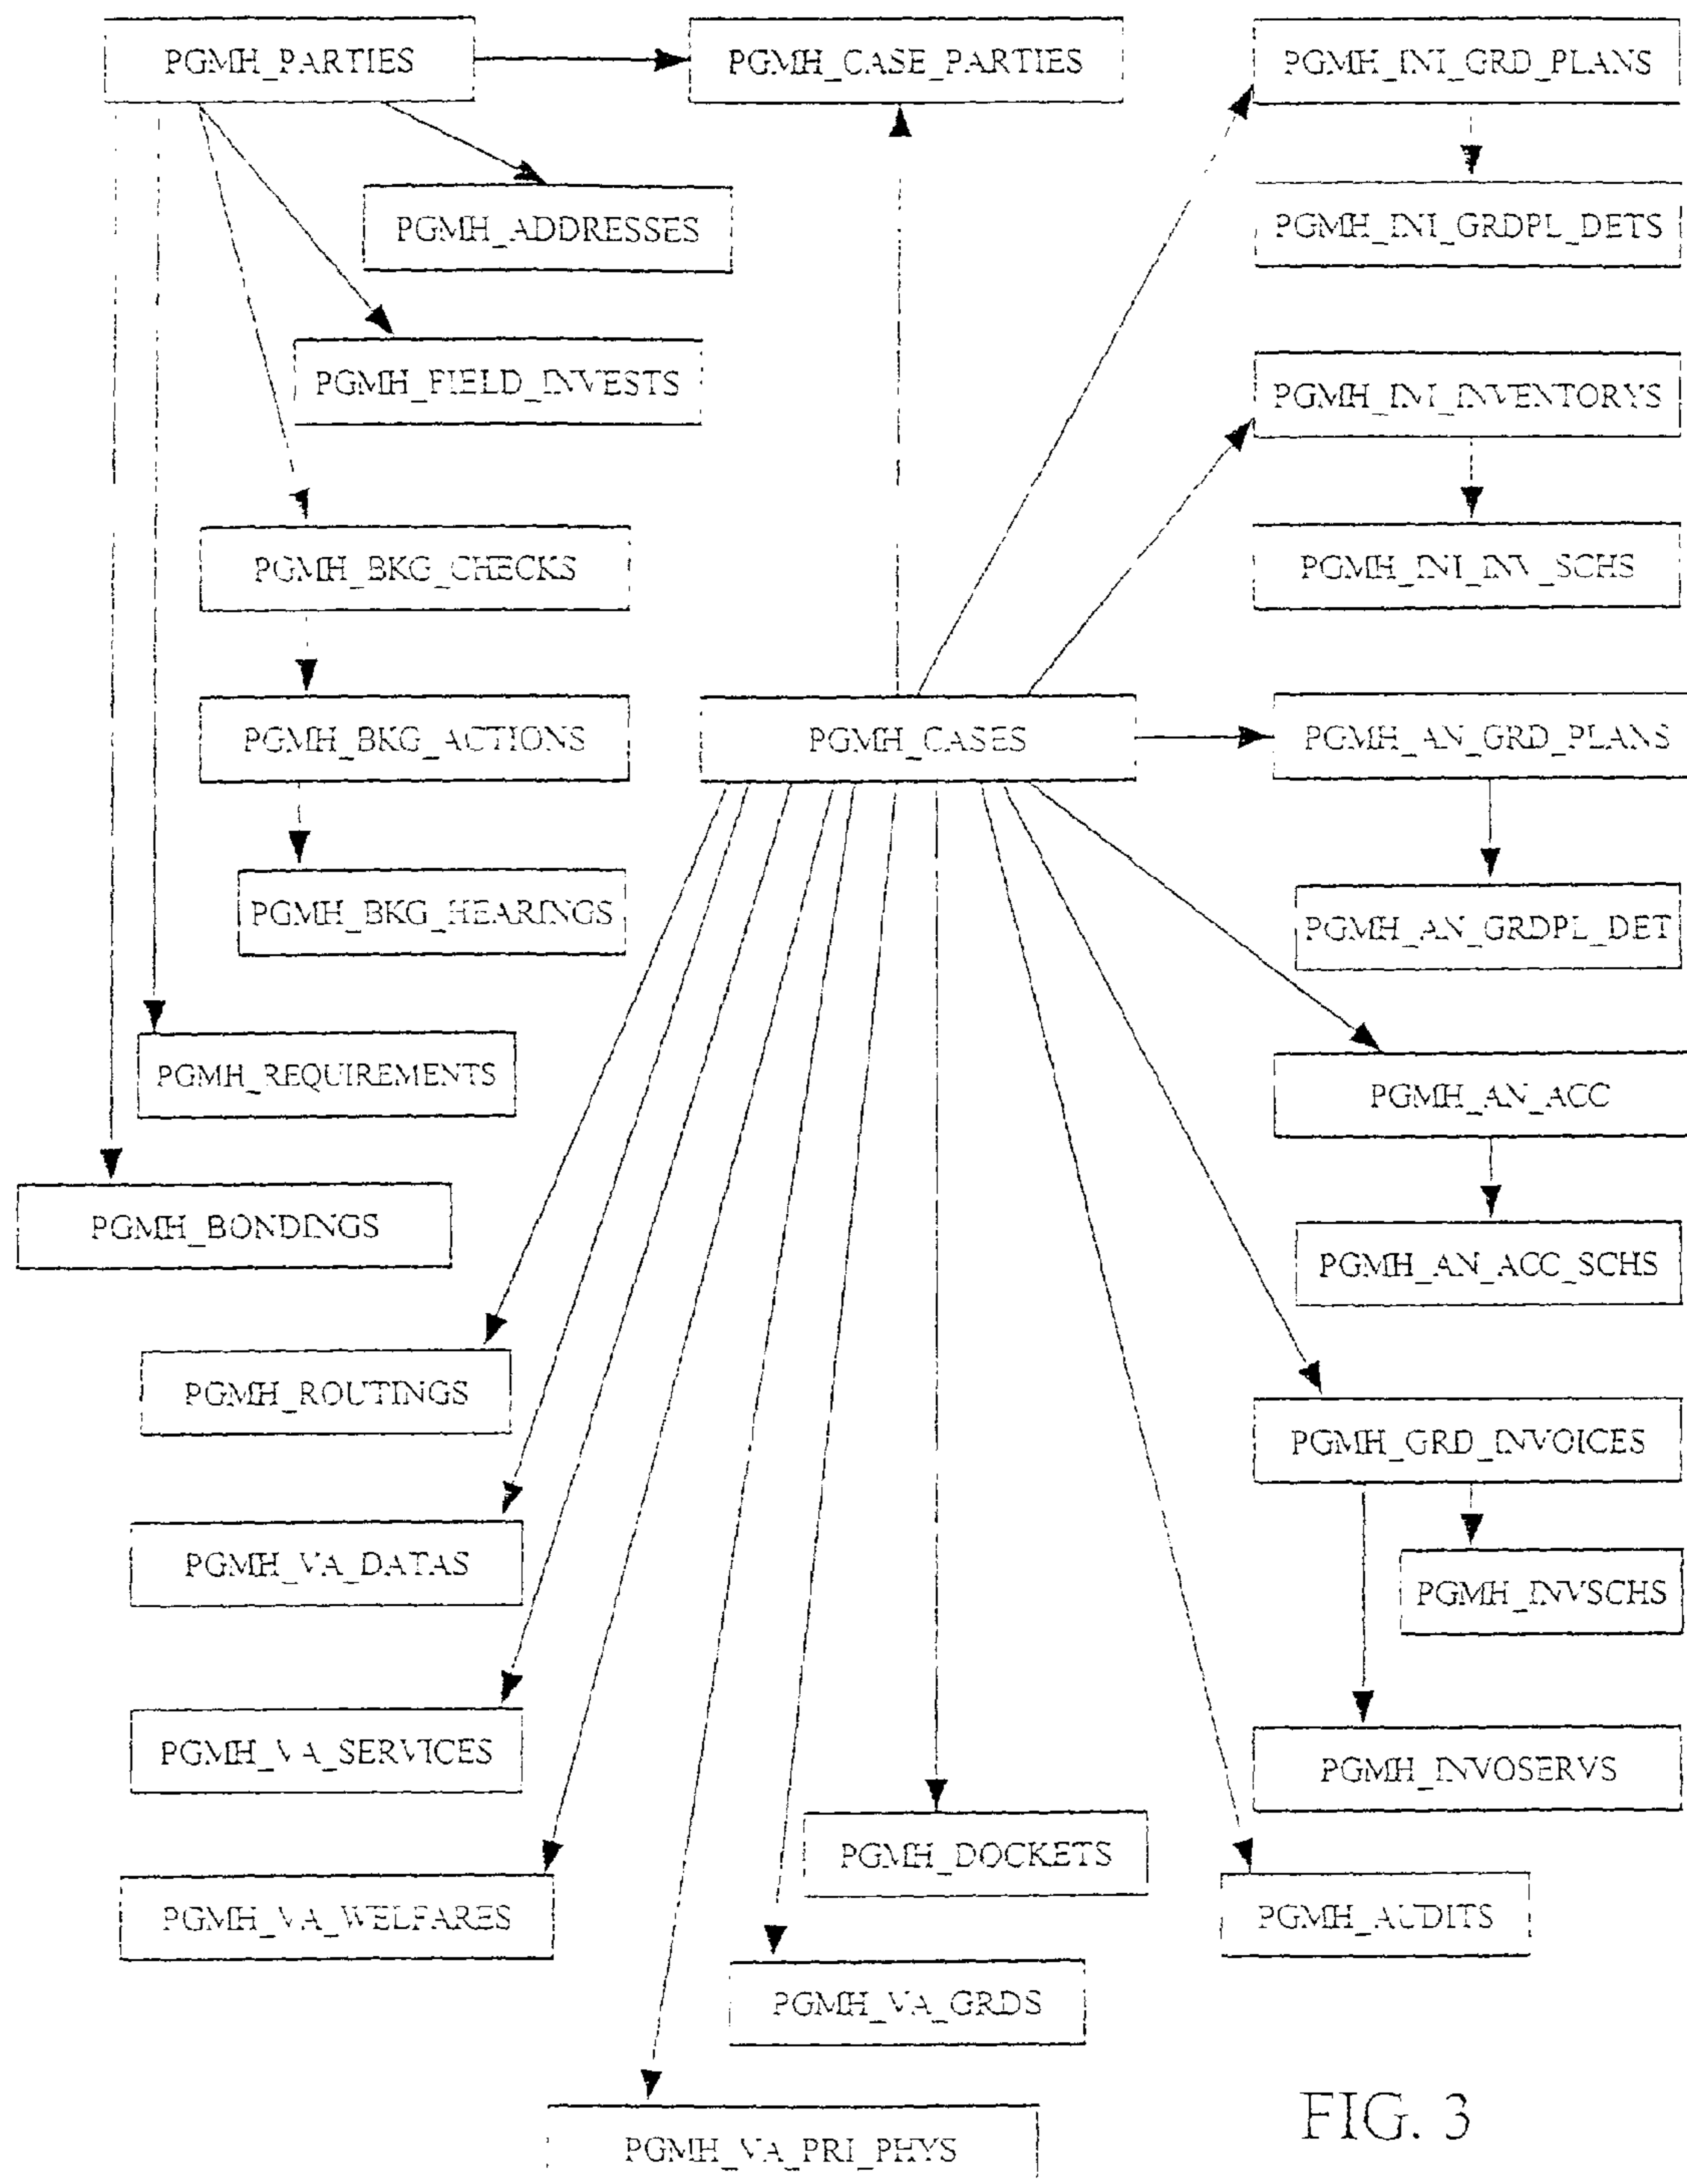 PGMH_PARTIES
PGMH_CASE_PARTIES
PGMH_INI_GRD_PLANS
PGMH_ADDRESSES
PGMH_INI_GRDPL_DETS
PGMH_FIELD_INVESTS
PGMH_INI_INVENTORYS
PGMH_BKG_CHECKS
PGMH_INI_INV_SCHS
PGMH_BKG_ACTIONS
PGMH_CASES
PGMH_AN_GRD_PLANS
PGMH_BKG_HEARINGS
PGMH_AN_GRDPL_DET
PGMH_REQUIREMENTS
PGMH_AN_ACC
PGMH_BONDINGS
PGMH_AN_ACC_SCHS
PGMH_ROUTINGS
PGMH_GRD_INVOICES
PGMH_VA_DATAS
PGMH_INVSCHS
PGMH_VA_SERVICES
PGMH_INVOSERVS
PGMH_DOCKETS
PGMH_VA_WELFARES
PGMH_AUDITS
PGMH_VA_GRDS
PGMH_VA_PRI_PHYS
FIG. 3